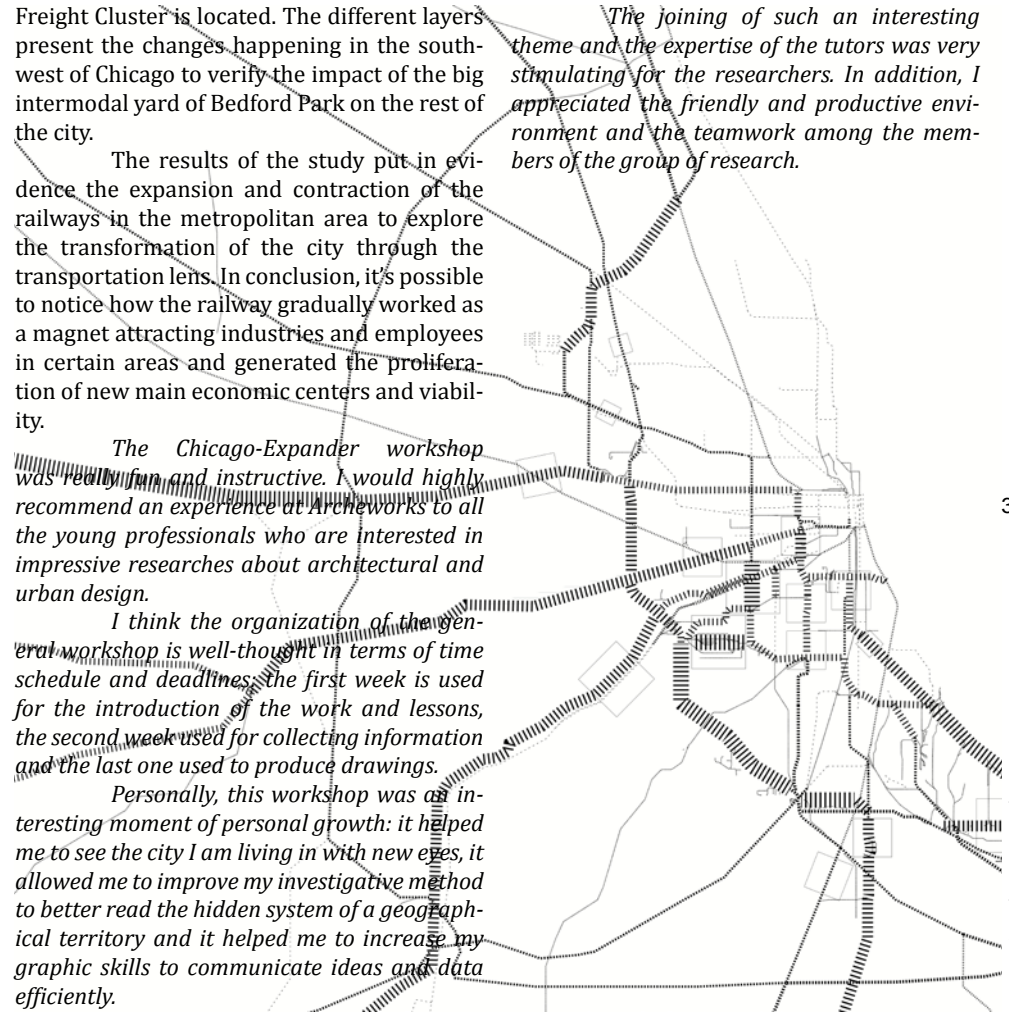 Freight Cluster is located. The different layers
present the changes happening in the south-
west of Chicago to verify the impact of the big
intermodal yard of Bedford Park on the rest of
the city.
The results of the study put in evi-
dence the expansion and contraction of the
railways in the metropolitan area to explore
the transformation of the city through the
transportation lens. In conclusion, it's possible
to notice how the railway gradually worked as
a magnet attracting industries and employees
in certain areas and generated the prolifera-
tion of new main economic centers and viabil-
ity.
The Chicago-Expander workshop
was really fun and instructive. I would highly
recommend an experience at Archeworks to all
the young professionals who are interested in
impressive researches about architectural and
urban design.
I think the organization of the gen-
eral workshop is well-thought in terms of time
schedule and deadlines: the first week is used
for the introduction of the work and lessons,
the second week used for collecting information
and the last one used to produce drawings.
Personally, this workshop was an in-
teresting moment of personal growth: it helped
me to see the city I am living in with new eyes, it
allowed me to improve my investigative method
to better read the hidden system of a geograph-
ical territory and it helped me to increase my
graphic skills to communicate ideas and data
efficiently.
The joining of such an interesting
theme and the expertise of the tutors was very
stimulating for the researchers. In addition, I
appreciated the friendly and productive envi-
ronment and the teamwork among the mem-
bers of the group of research.
3